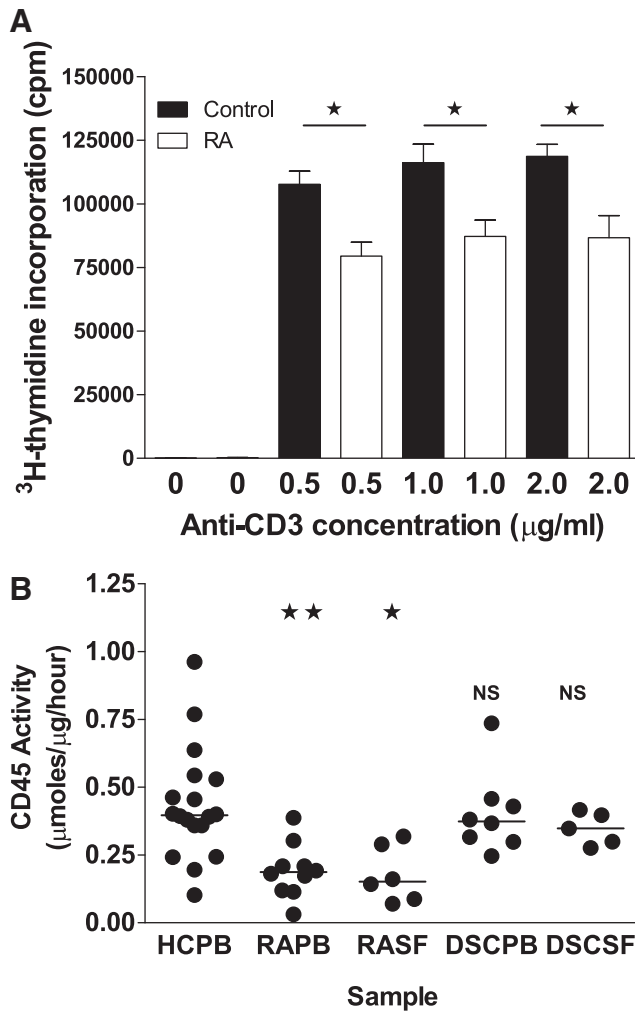 A
³H-thymidine incorporation (cpm)
150000
125000
100000
75000
50000
25000
0
Control
RA
★ ★ ★
0 0 0.5 0.5 1.0 1.0 2.0 2.0
Anti-CD3 concentration (μg/ml)
B
CD45 Activity
(μmoles/μg/hour)
1.25
1.00
0.75
0.50
0.25
0.00
★★ ★
NS NS
HCPB RAPB RASF DSCPB DSCSF
Sample